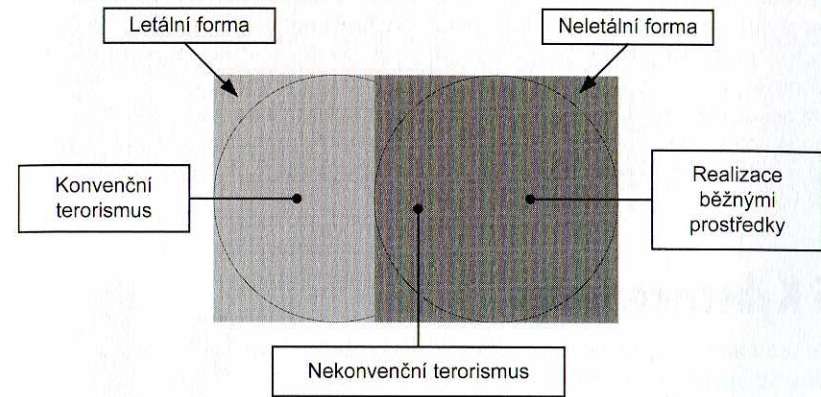 Letální forma
Neletální forma
Konvenční
terorismus
Realizace
běžnými
prostředky
Nekonvenční terorismus